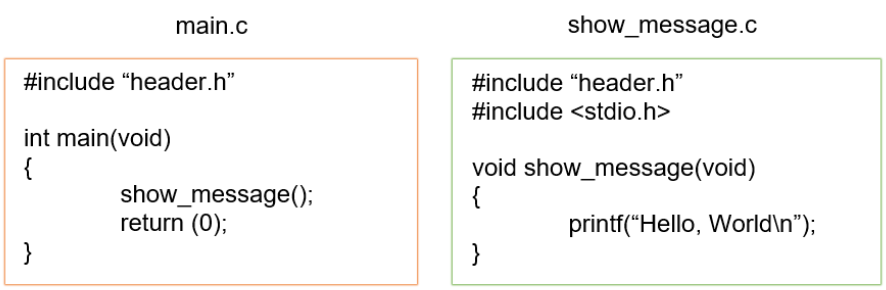 main.c
#include “header.h”
int main(void)
{
show_message();
return (0);
}
show_message.c
#include “header.h”
#include <stdio.h>
void show_message(void)
{
printf(“Hello, World\n”);
}